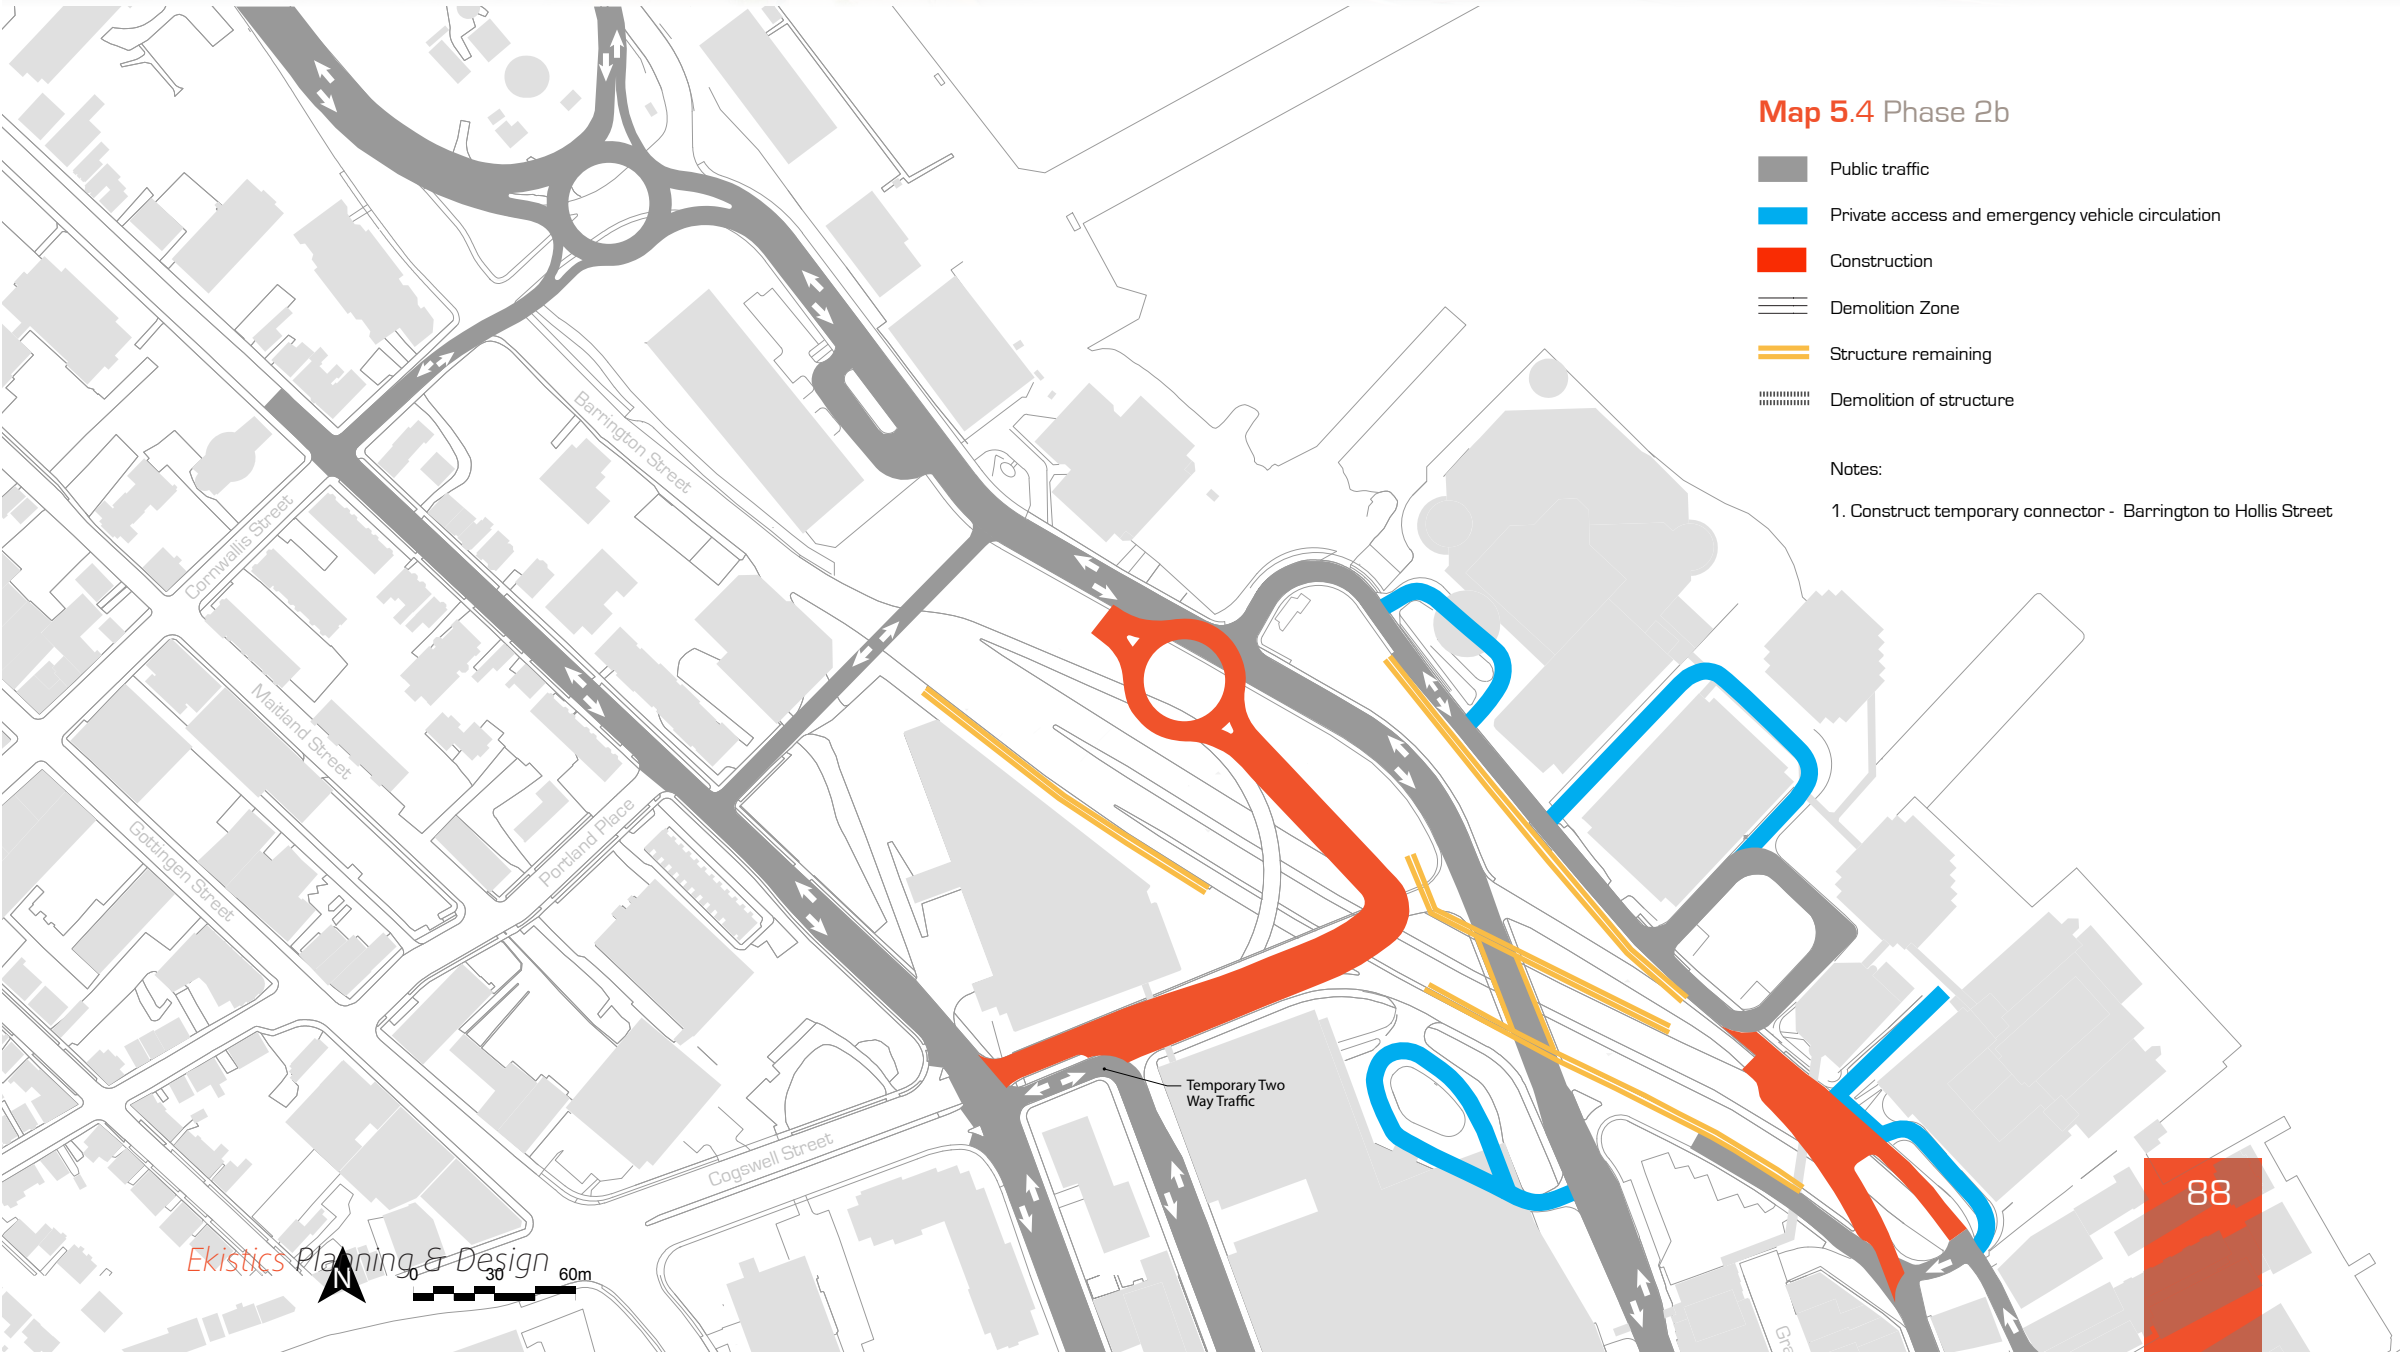 Map 5.4 Phase 2b
Public traffic
Private access and emergency vehicle circulation
Construction
Demolition Zone
Structure remaining
Demolition of structure
Notes:
1. Construct temporary connector - Barrington to Hollis Street
Barrington Street
Cornwallis Street
Maitland Street
Gottingen Street
Portland Place
Cogswell Street
Temporary Two
Way Traffic
88
Ekistics Planning & Design
N
0 30 60m